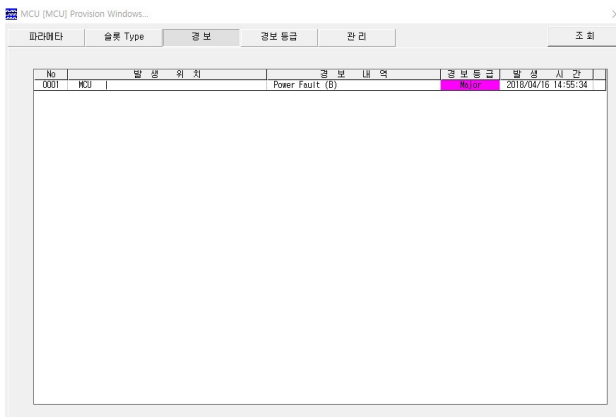 MCU [MCU] Provision Windows...
파라메타 슬롯 Type 경 보 경보 등급 관 리 조 회
No 발 생 위 치 경 보 내 역 경 보 등 급 발 생 시 간
0001 MCU Power Fault (B) Major 2018/04/16 14:55:34